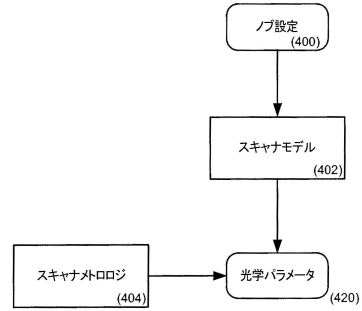 ノブ設定
(400)
スキャナモデル
(402)
スキャナメトロロジ
(404)
光学パラメータ
(420)